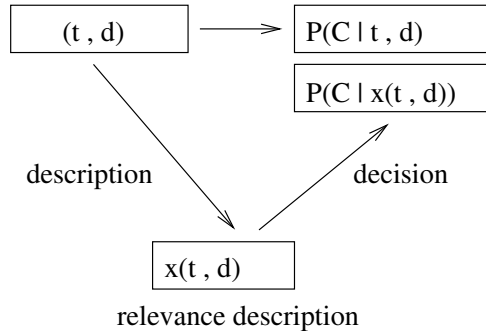 (t , d)
P(C | t , d)
P(C | x(t , d))
description
decision
x(t , d)
relevance description